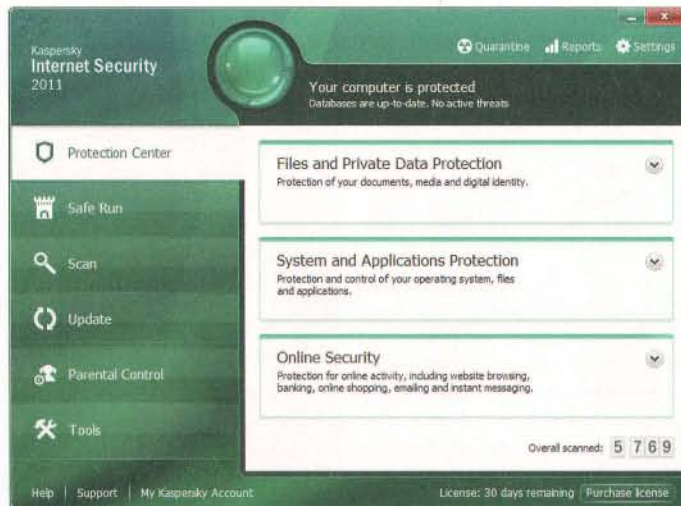 Kaspersky
Internet Security
2011
Quarantine Reports Settings
Your computer is protected
Databases are up-to-date. No active threats
Protection Center
Safe Run
Scan
Update
Parental Control
Tools
Files and Private Data Protection
Protection of your documents, media and digital identity.
System and Applications Protection
Protection and control of your operating system, files
and applications.
Online Security
Protection for online activity, including website browsing,
banking, online shopping, emailing and instant messaging.
Overall scanned: 5 7 6 9
Help | Support | My Kaspersky Account
License: 30 days remaining Purchase license